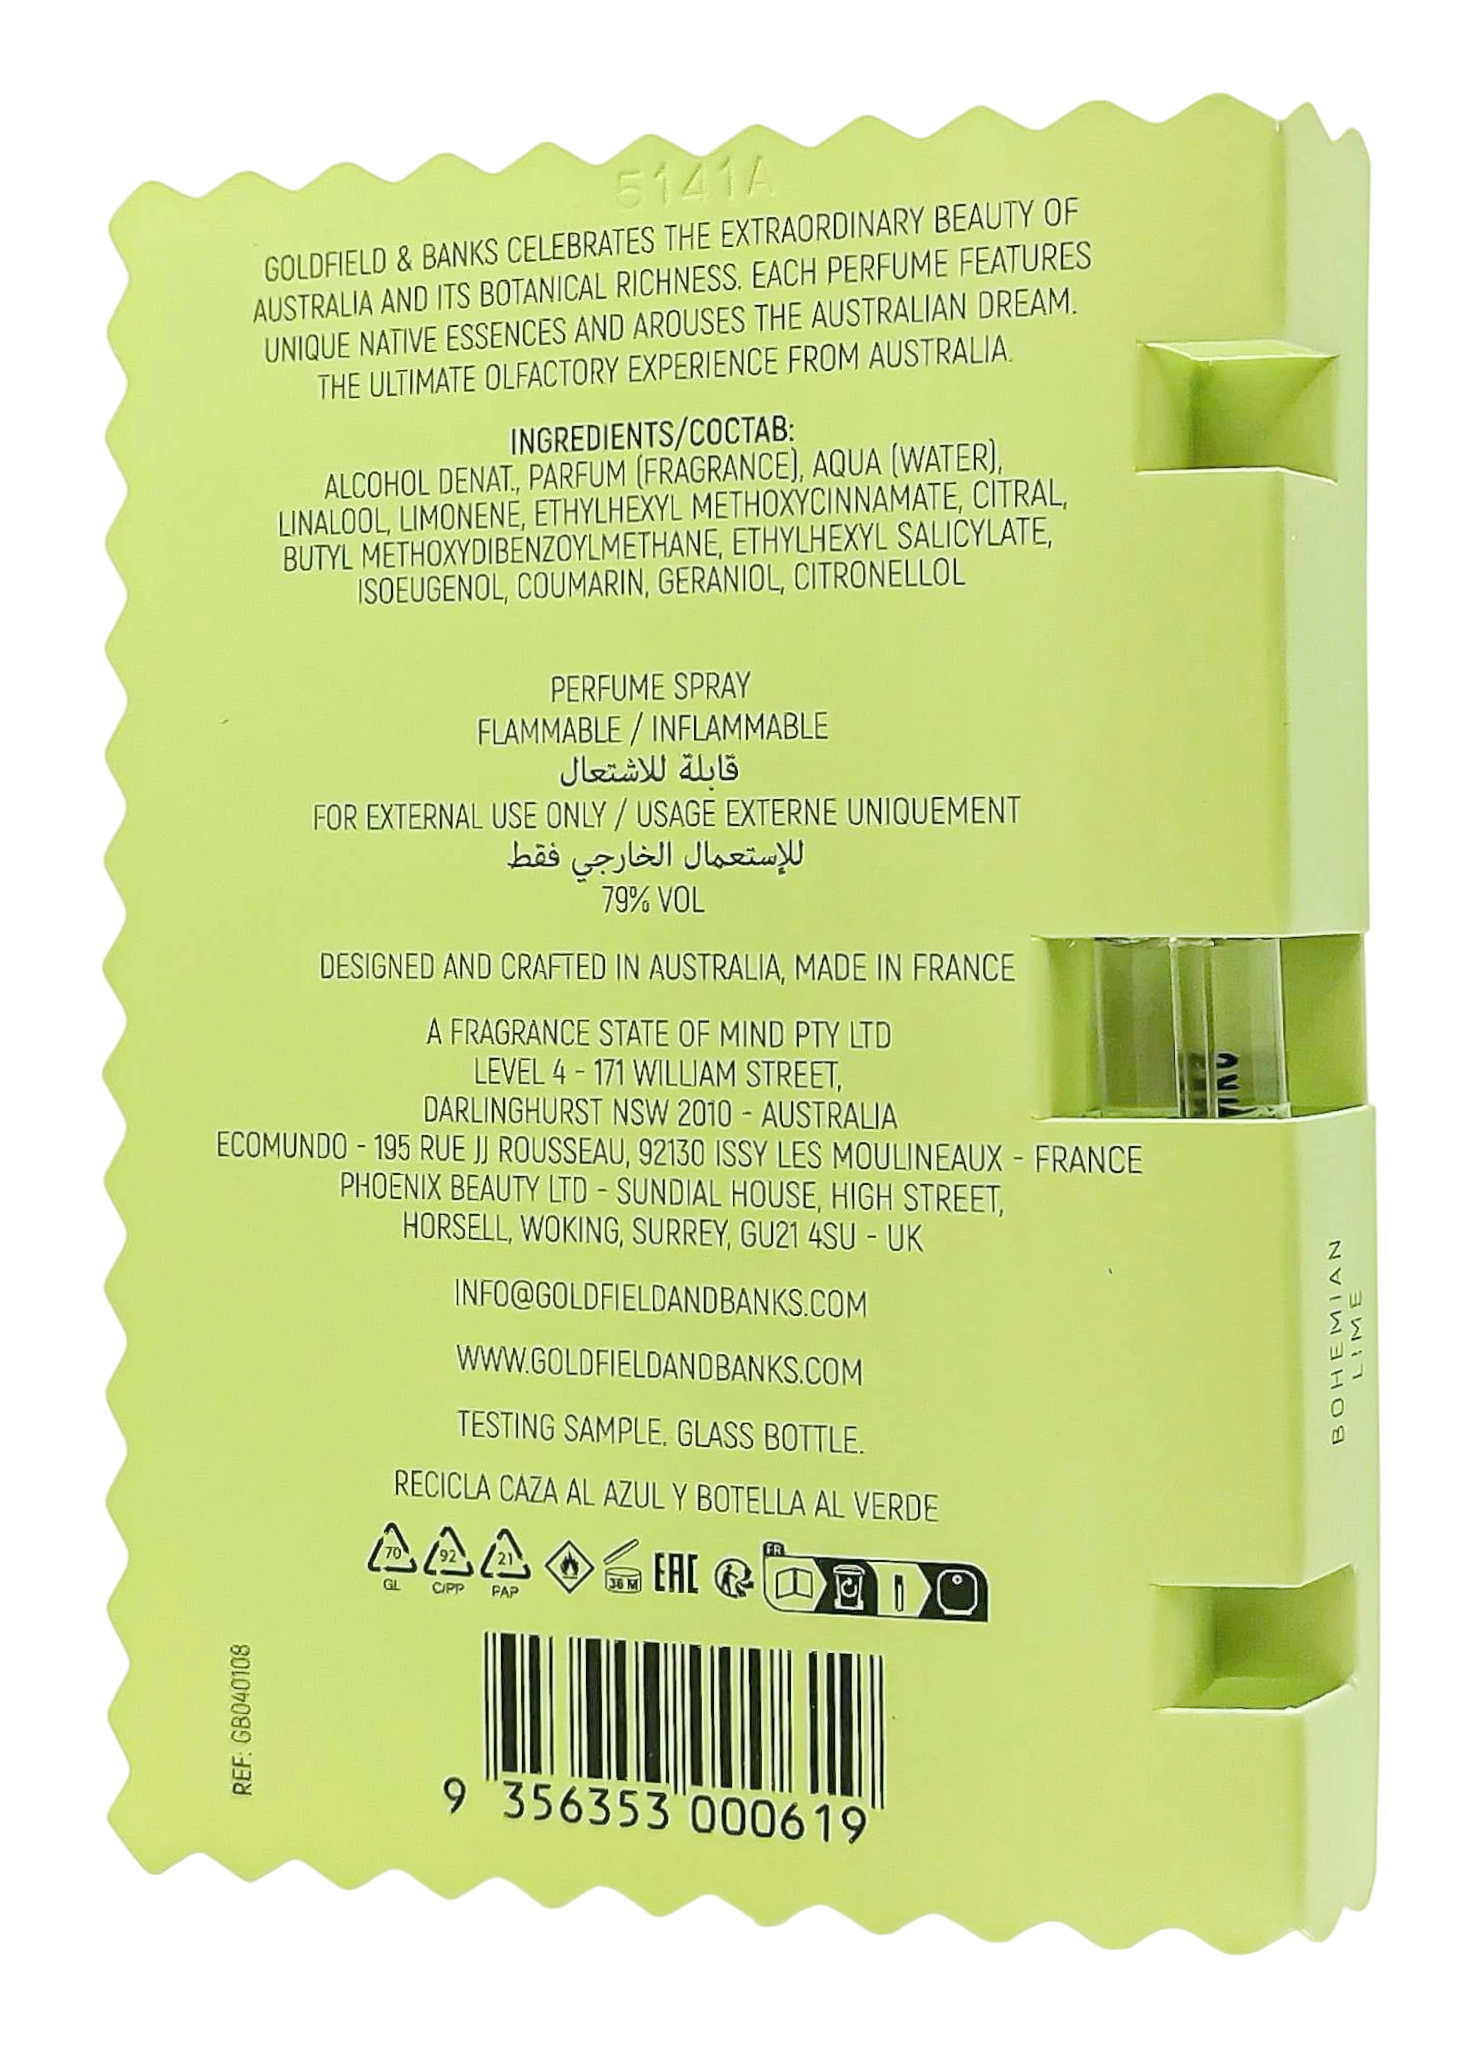 5141A
GOLDFIELD & BANKS CELEBRATES THE EXTRAORDINARY BEAUTY OF
AUSTRALIA AND ITS BOTANICAL RICHNESS. EACH PERFUME FEATURES
UNIQUE NATIVE ESSENCES AND AROUSES THE AUSTRALIAN DREAM.
THE ULTIMATE OLFACTORY EXPERIENCE FROM AUSTRALIA.
INGREDIENTS/СОСТАВ:
ALCOHOL DENAT., PARFUM (FRAGRANCE), AQUA (WATER),
LINALOOL, LIMONENE, ETHYLHEXYL METHOXYCINNAMATE, CITRAL,
BUTYL METHOXYDIBENZOYLMETHANE, ETHYLHEXYL SALICYLATE,
ISOEUGENOL, COUMARIN, GERANIOL, CITRONELLOL
PERFUME SPRAY
FLAMMABLE / INFLAMMABLE
قابلة للاشتعال
FOR EXTERNAL USE ONLY / USAGE EXTERNE UNIQUEMENT
للإستعمال الخارجي فقط
79% VOL
DESIGNED AND CRAFTED IN AUSTRALIA, MADE IN FRANCE
A FRAGRANCE STATE OF MIND PTY LTD
LEVEL 4 - 171 WILLIAM STREET,
DARLINGHURST NSW 2010 - AUSTRALIA
ECOMUNDO - 195 RUE JJ ROUSSEAU, 92130 ISSY LES MOULINEAUX - FRANCE
PHOENIX BEAUTY LTD - SUNDIAL HOUSE, HIGH STREET,
HORSELL, WOKING, SURREY, GU21 4SU - UK
INFO@GOLDFIELDANDBANKS.COM
WWW.GOLDFIELDANDBANKS.COM
TESTING SAMPLE. GLASS BOTTLE.
RECICLA CAZA AL AZUL Y BOTELLA AL VERDE
70 92 21 36 M EAC FR
GL C/PP PAP
REF: GB040108
9 356353 000619
BOHEMIAN
LIME